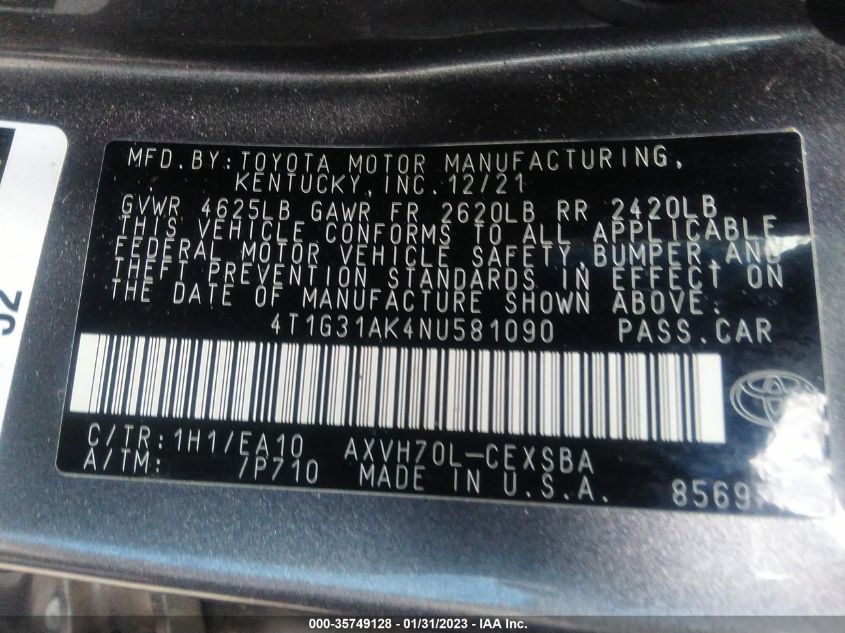 MFD. BY: TOYOTA MOTOR MANUFACTURING,
KENTUCKY, INC. 12/21
GVWR 4625LB GAWR FR 2620LB RR 2420LB
THIS VEHICLE CONFORMS TO ALL APPLICABLE
FEDERAL MOTOR VEHICLE SAFETY, BUMPER, AND
THEFT PREVENTION STANDARDS IN EFFECT ON
THE DATE OF MANUFACTURE SHOWN ABOVE.
4T1G31AK4NU581090 PASS. CAR
C/TR: 1H1/EA10 AXVH70L-CEXSBA
A/TM: /P710 MADE IN U.S.A.
8569
000-35749128 - 01/31/2023 - IAA Inc.